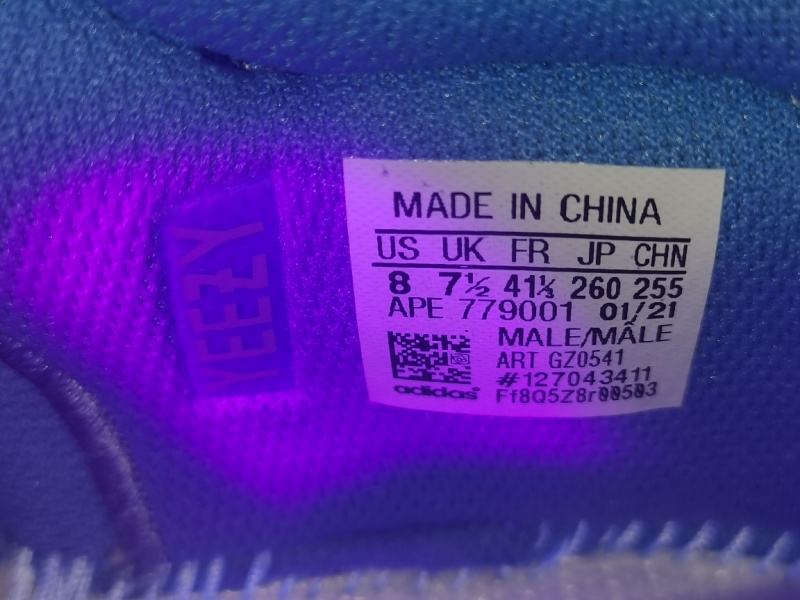 YEEZY
MADE IN CHINA
US UK FR JP CHN
8 7½ 41⅓ 260 255
APE 779001 01/21
MALE/MÂLE
ART GZ0541
#127043411
adidas Ff8Q5Z8r00503